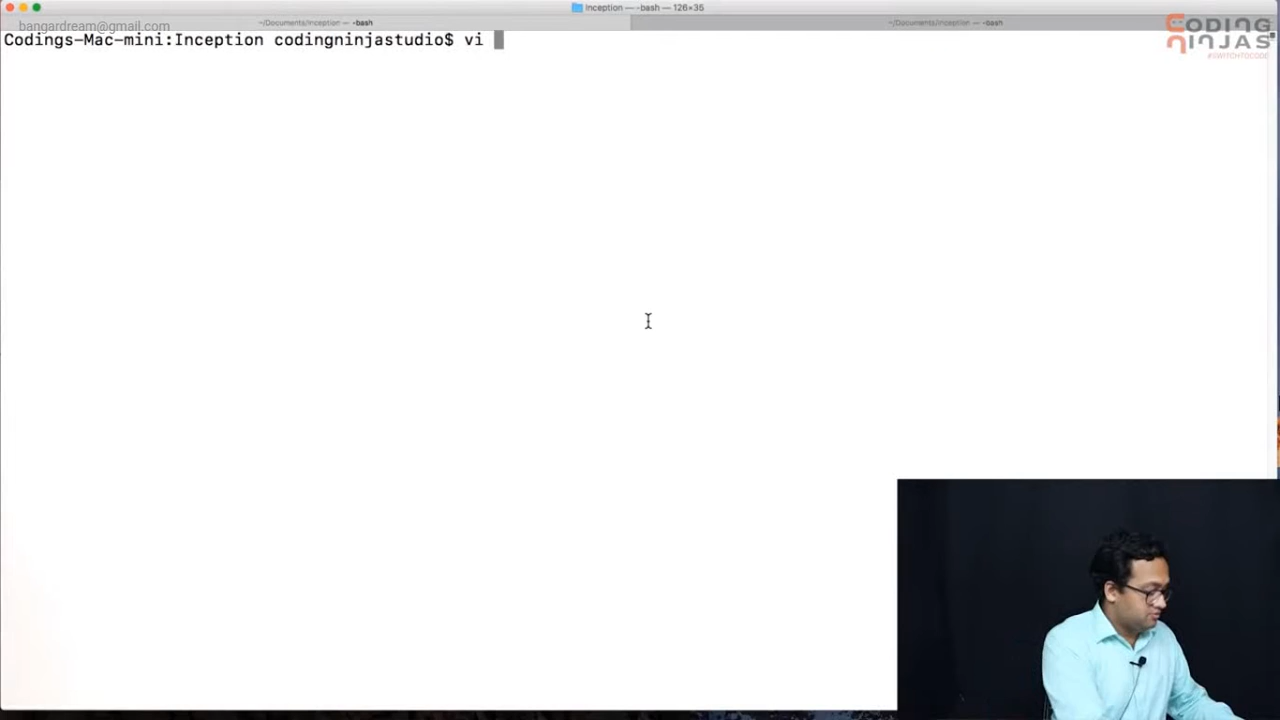 Inception — -bash — 126×35
~/Documents/Inception — -bash
~/Documents/Inception — -bash
bangardream@gmail.com
CODING
NINJAS
#SWITCHTOCODE
Codings-Mac-mini:Inception codingninjastudio$ vi